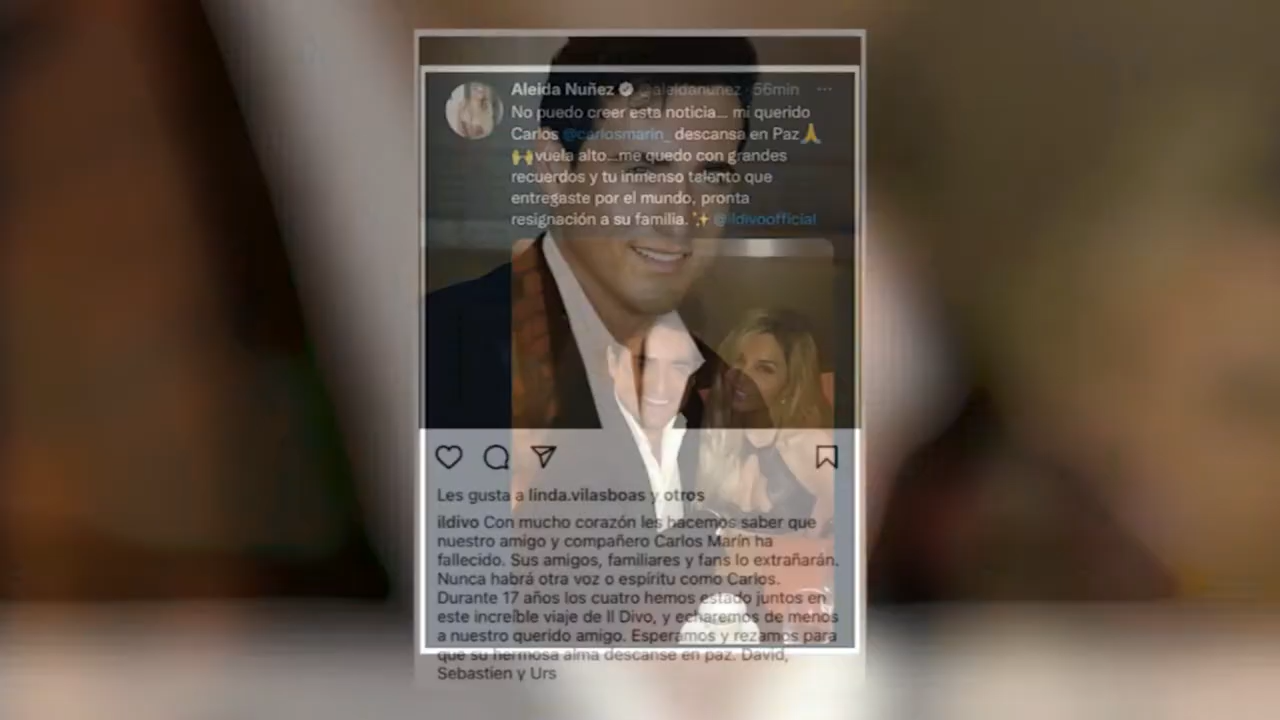 Aleida Nuñez @aleidanunez · 56min
No puedo creer esta noticia... mi querido
Carlos @carlosmarin_ descansa en Paz🙏
🙌vuela alto...me quedo con grandes
recuerdos y tu inmenso talento que
entregaste por el mundo, pronta
resignación a su familia.✨ @ildivoofficial
Les gusta a linda.vilasboas y otros
ildivo Con mucho corazón les hacemos saber que
nuestro amigo y compañero Carlos Marín ha
fallecido. Sus amigos, familiares y fans lo extrañarán.
Nunca habrá otra voz o espíritu como Carlos.
Durante 17 años los cuatro hemos estado juntos en
este increíble viaje de Il Divo, y echaremos de menos
a nuestro querido amigo. Esperamos y rezamos para
que su hermosa alma descanse en paz. David,
Sebastien y Urs